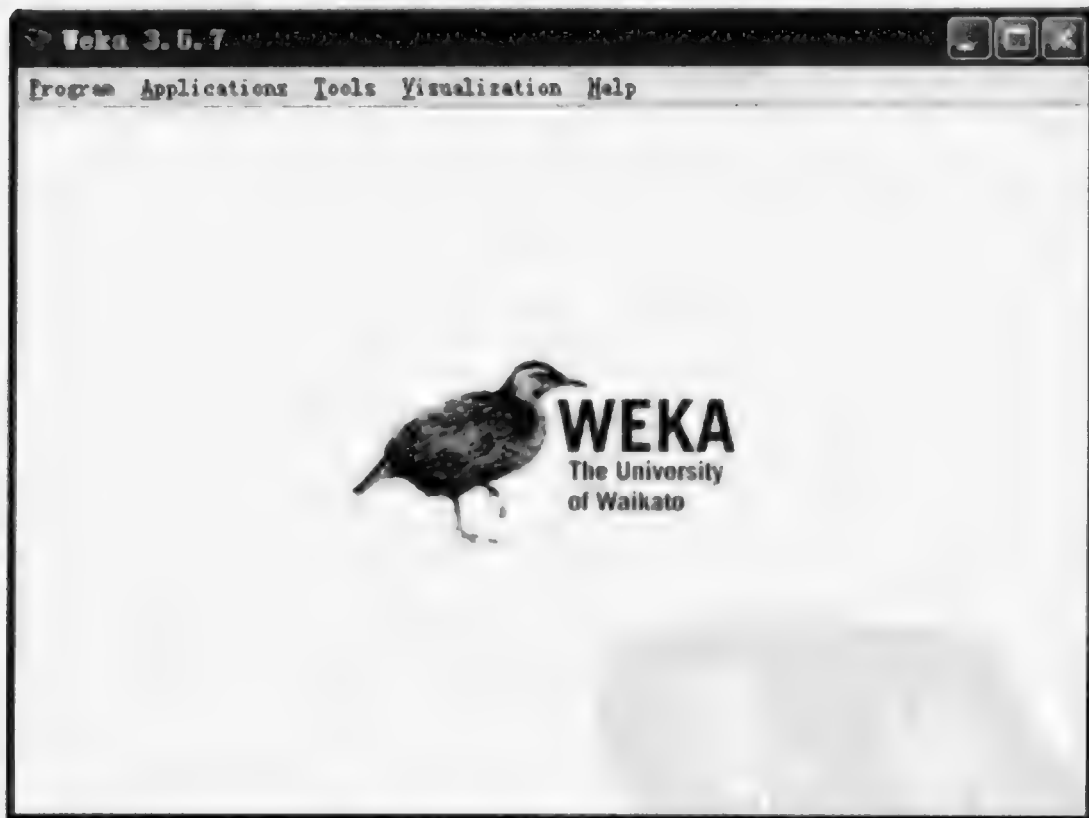 Weka 3.5.7
Program Applications Tools Visualization Help
WEKA
The University
of Waikato